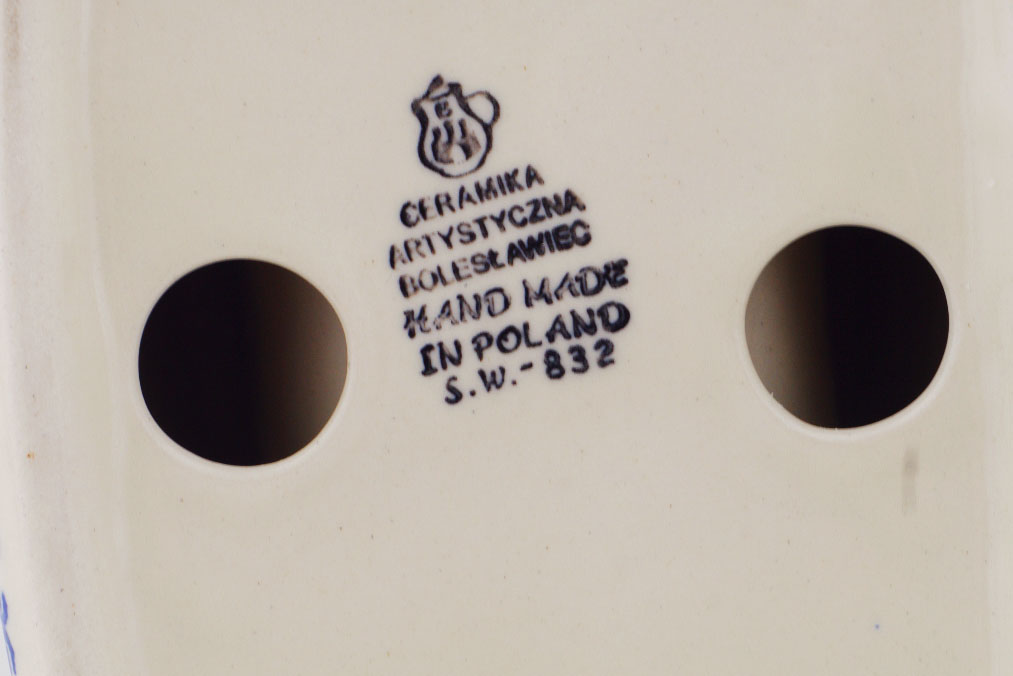 CERAMIKA
ARTYSTYCZNA
BOLESŁAWIEC
HAND MADE
IN POLAND
S.W.-832